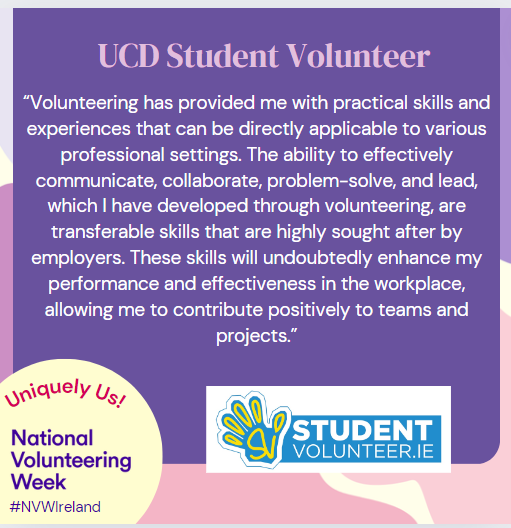 UCD Student Volunteer
“Volunteering has provided me with practical skills and
experiences that can be directly applicable to various
professional settings. The ability to effectively
communicate, collaborate, problem-solve, and lead,
which I have developed through volunteering, are
transferable skills that are highly sought after by
employers. These skills will undoubtedly enhance my
performance and effectiveness in the workplace,
allowing me to contribute positively to teams and
projects.”
Uniquely Us!
National
Volunteering
Week
#NVWIreland
SV
STUDENT
VOLUNTEER.IE